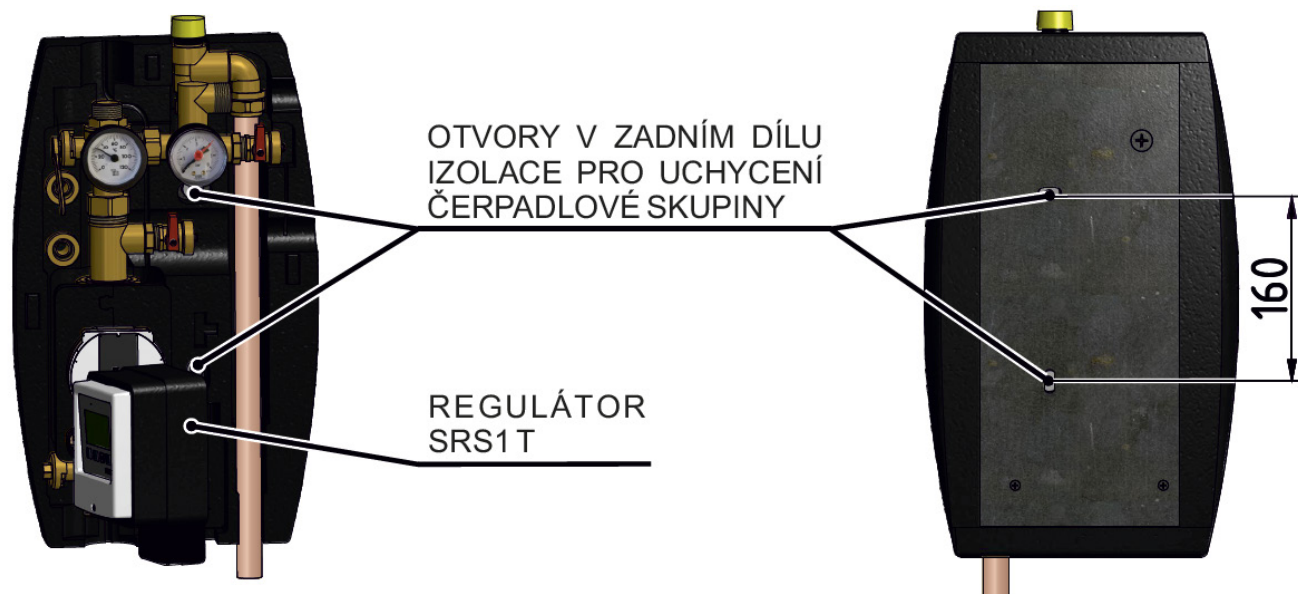 OTVORY V ZADNÍM DÍLU
IZOLACE PRO UCHYCENÍ
ČERPADLOVÉ SKUPINY
160
REGULÁTOR
SRS1 T